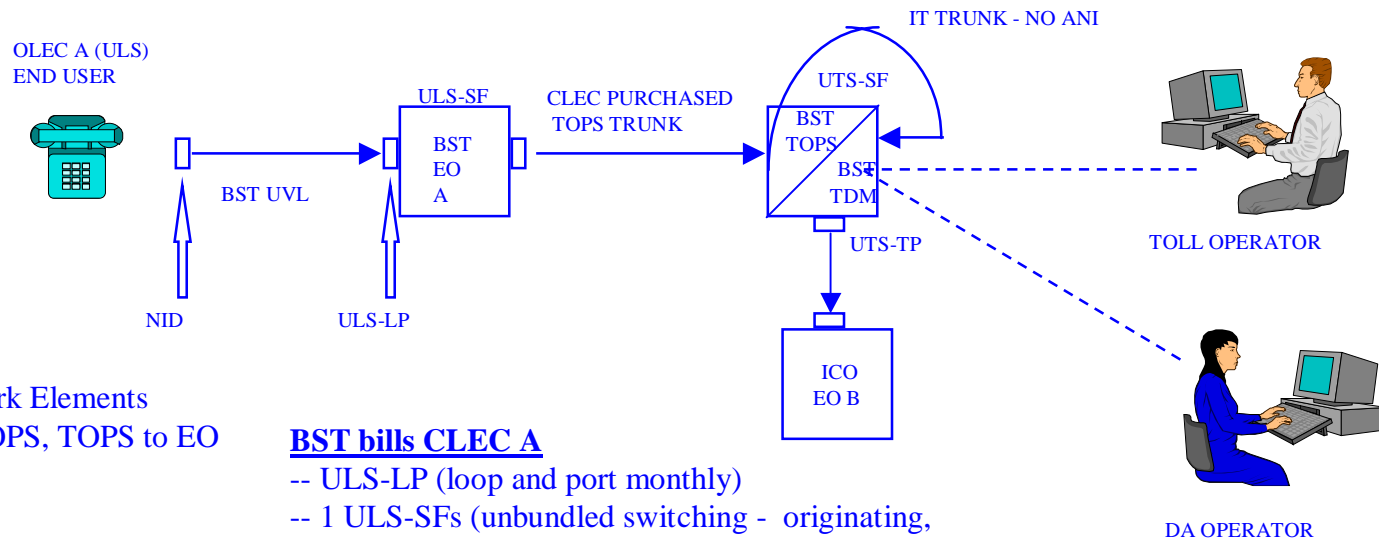 IT TRUNK - NO ANI
OLEC A (ULS)
END USER
ULS-SF
CLEC PURCHASED
TOPS TRUNK
UTS-SF
BST
EO
A
BST
TOPS
BST
TDM
BST UVL
UTS-TP
TOLL OPERATOR
NID
ULS-LP
ICO
EO B
rk Elements
OPS, TOPS to EO
BST bills CLEC A
-- ULS-LP (loop and port monthly)
-- 1 ULS-SFs (unbundled switching - originating,
DA OPERATOR